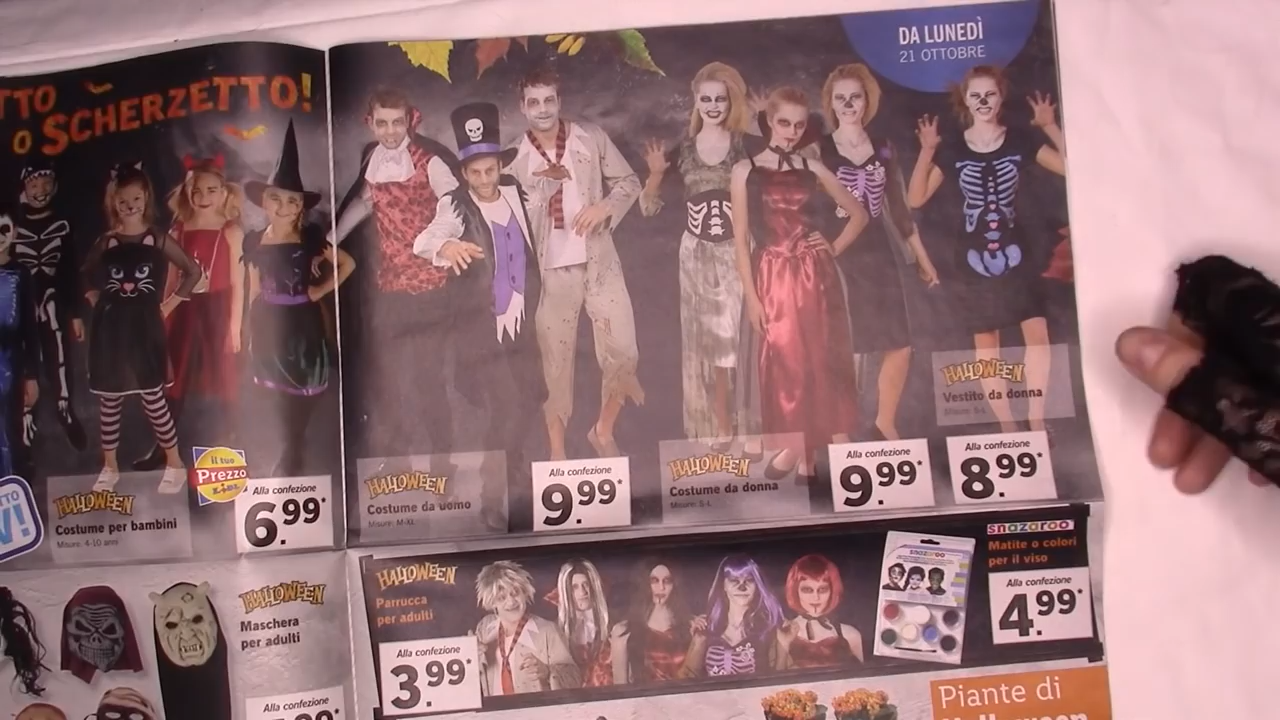 DA LUNEDÌ
21 OTTOBRE
TTO
O SCHERZETTO!
HALLOWEEN
Costume per bambini
Misure: 4-10 anni
il tuo
Prezzo
Alla confezione
6.99*
HALLOWEEN
Costume da uomo
Misure: M-XL
Alla confezione
9.99*
HALLOWEEN
Costume da donna
Misure: S-L
Alla confezione
9.99*
HALLOWEEN
Vestito da donna
Misure: S-L
Alla confezione
8.99*
TTO
V!
HALLOWEEN
Maschera
per adulti
Alla confezione
HALLOWEEN
Parrucca
per adulti
Alla confezione
3.99*
snazaroo
snazaroo
Matite o colori
per il viso
Alla confezione
4.99*
Piante di
Halloween